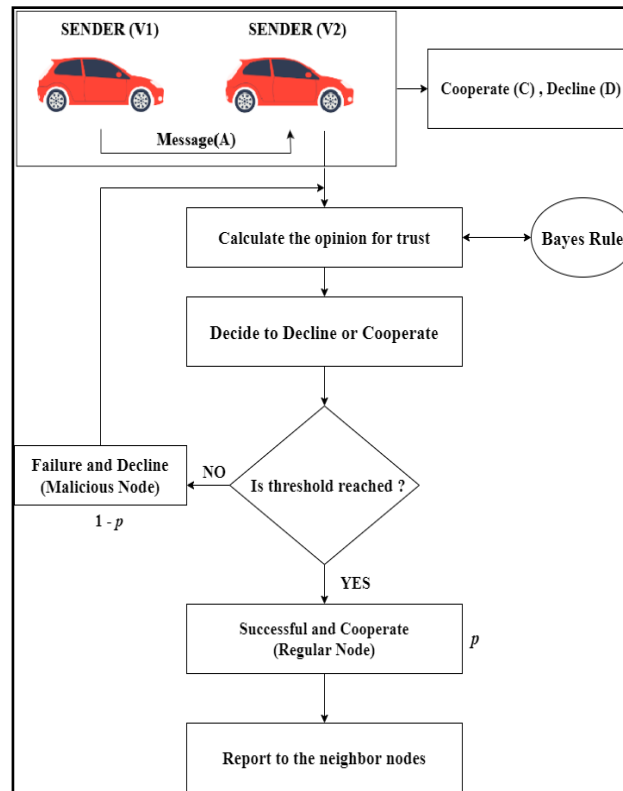 SENDER (V1)
SENDER (V2)
Message(A)
Cooperate (C) , Decline (D)
Calculate the opinion for trust
Bayes Rule
Decide to Decline or Cooperate
Is threshold reached ?
NO
Failure and Decline
(Malicious Node)
1 - p
YES
Successful and Cooperate
(Regular Node)
p
Report to the neighbor nodes